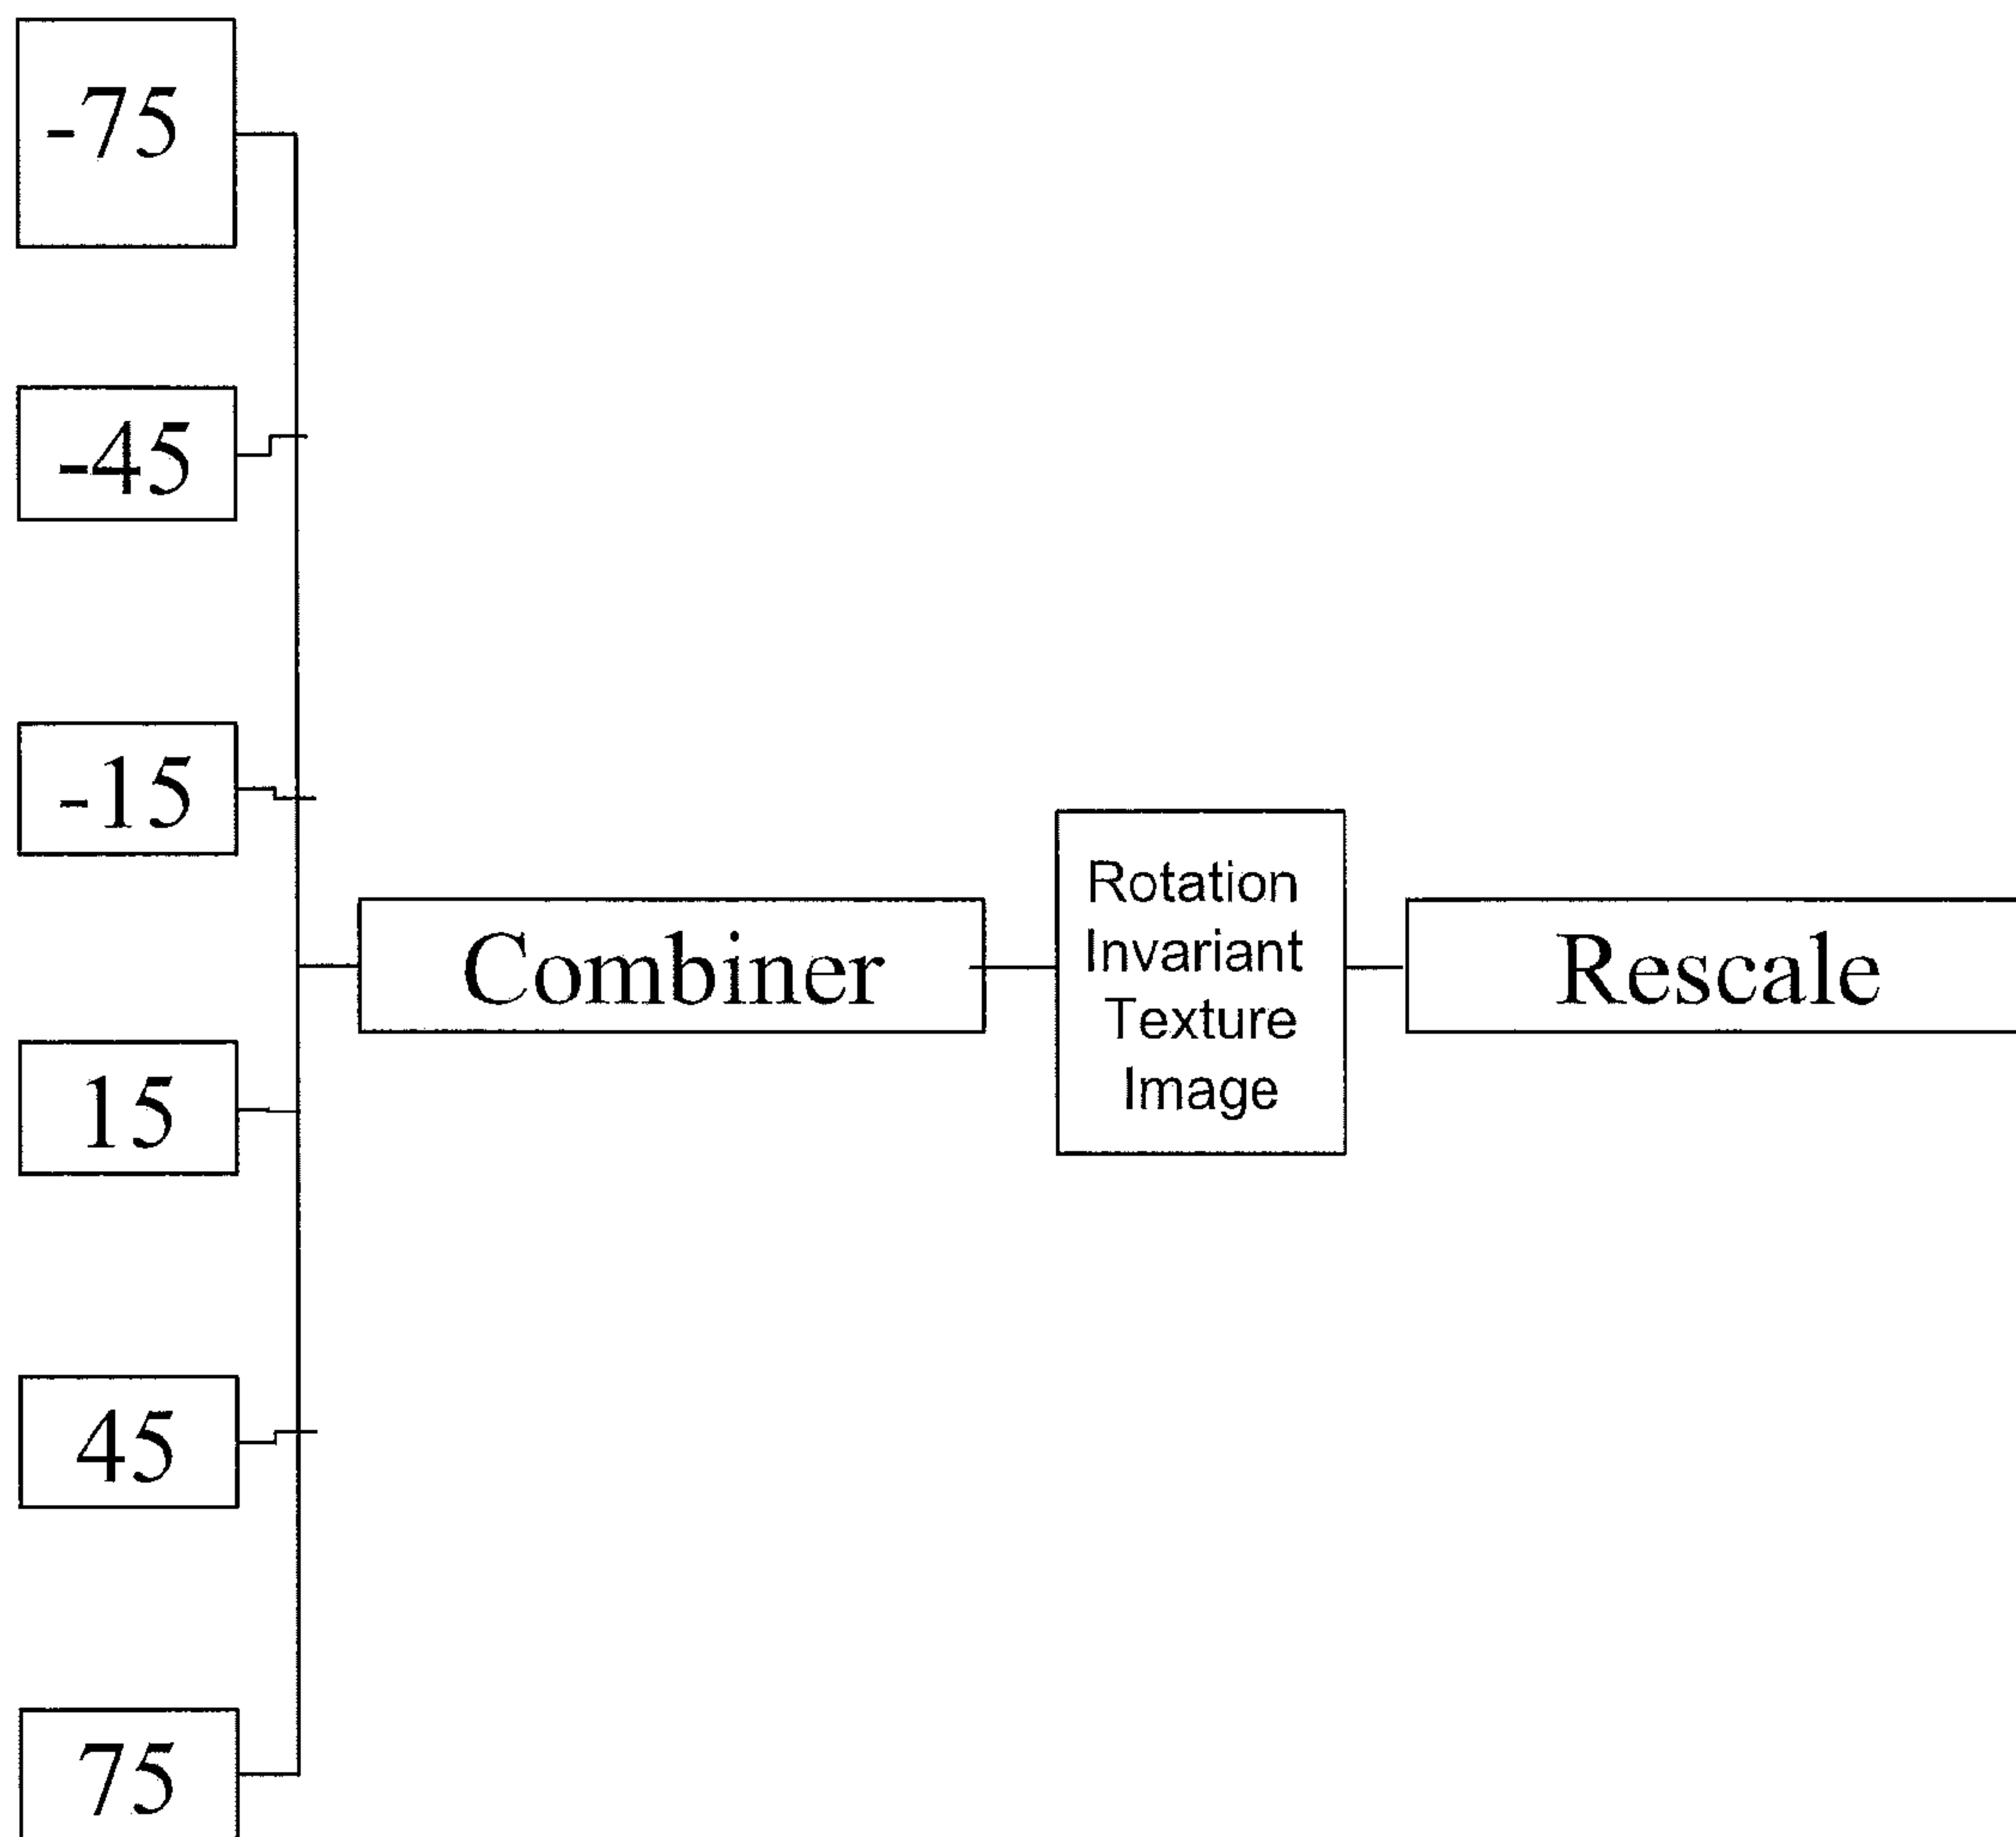 -75
-45
-15
15
45
75
Combiner
Rotation
Invariant
Texture
Image
Rescale